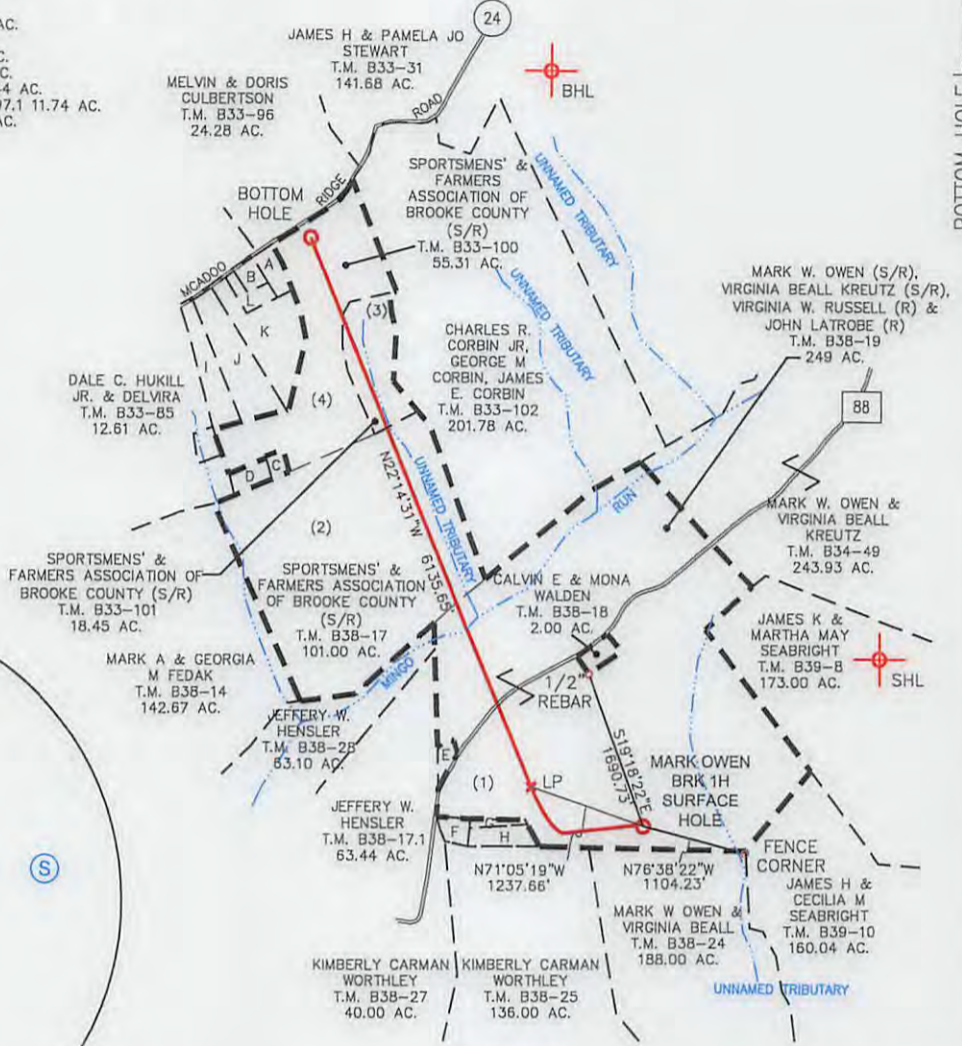 AC.
C.
C.
4 AC.
97.1 11.74 AC.
AC.
24
JAMES H & PAMELA JO
STEWART
T.M. B33-31
141.68 AC.
BHL
MELVIN & DORIS
CULBERTSON
T.M. B33-96
24.28 AC.
BOTTOM HOLE
MCADOO RIDGE ROAD
BOTTOM
HOLE
SPORTSMENS' &
FARMERS
ASSOCIATION OF
BROOKE COUNTY
(S/R)
T.M. B33-100
55.31 AC.
UNNAMED TRIBUTARY
UNNAMED TRIBUTARY
MARK W. OWEN (S/R),
VIRGINIA BEALL KREUTZ (S/R),
VIRGINIA W. RUSSELL (R) &
JOHN LATROBE (R)
T.M. B38-19
249 AC.
A
B
L
K
J
I
(3)
(4)
CHARLES R.
CORBIN JR,
GEORGE M
CORBIN, JAMES
E. CORBIN
T.M. B33-102
201.78 AC.
DALE C. HUKILL
JR. & DELVIRA
T.M. B33-85
12.61 AC.
88
D
C
N22°14'31"W 6135.65'
UNNAMED TRIBUTARY
RUN
MARK W. OWEN &
VIRGINIA BEALL
KREUTZ
T.M. B34-49
243.93 AC.
(2)
SPORTSMENS' &
FARMERS ASSOCIATION OF
BROOKE COUNTY (S/R)
T.M. B33-101
18.45 AC.
SPORTSMENS' &
FARMERS ASSOCIATION
OF BROOKE COUNTY
(S/R)
T.M. B38-17
101.00 AC.
CALVIN E & MONA
WALDEN
T.M. B38-18
2.00 AC.
JAMES K &
MARTHA MAY
SEABRIGHT
T.M. B39-8
173.00 AC.
SHL
MARK A & GEORGIA
M FEDAK
T.M. B38-14
142.67 AC.
MINGO
1/2"
REBAR
JEFFERY W.
HENSLER
T.M. B38-28
63.10 AC.
S19°18'22"E
1690.73'
E
(1)
LP
MARK OWEN
BRK 1H
SURFACE
HOLE
JEFFERY W.
HENSLER
T.M. B38-17.1
63.44 AC.
F
G
H
S
N71°05'19"W
1237.66'
N76°38'22"W
1104.23'
FENCE
CORNER
JAMES H &
CECILIA M
SEABRIGHT
T.M. B39-10
160.04 AC.
MARK W OWEN &
VIRGINIA BEALL
T.M. B38-24
188.00 AC.
KIMBERLY CARMAN
WORTHLEY
T.M. B38-27
40.00 AC.
KIMBERLY CARMAN
WORTHLEY
T.M. B38-25
136.00 AC.
UNNAMED TRIBUTARY